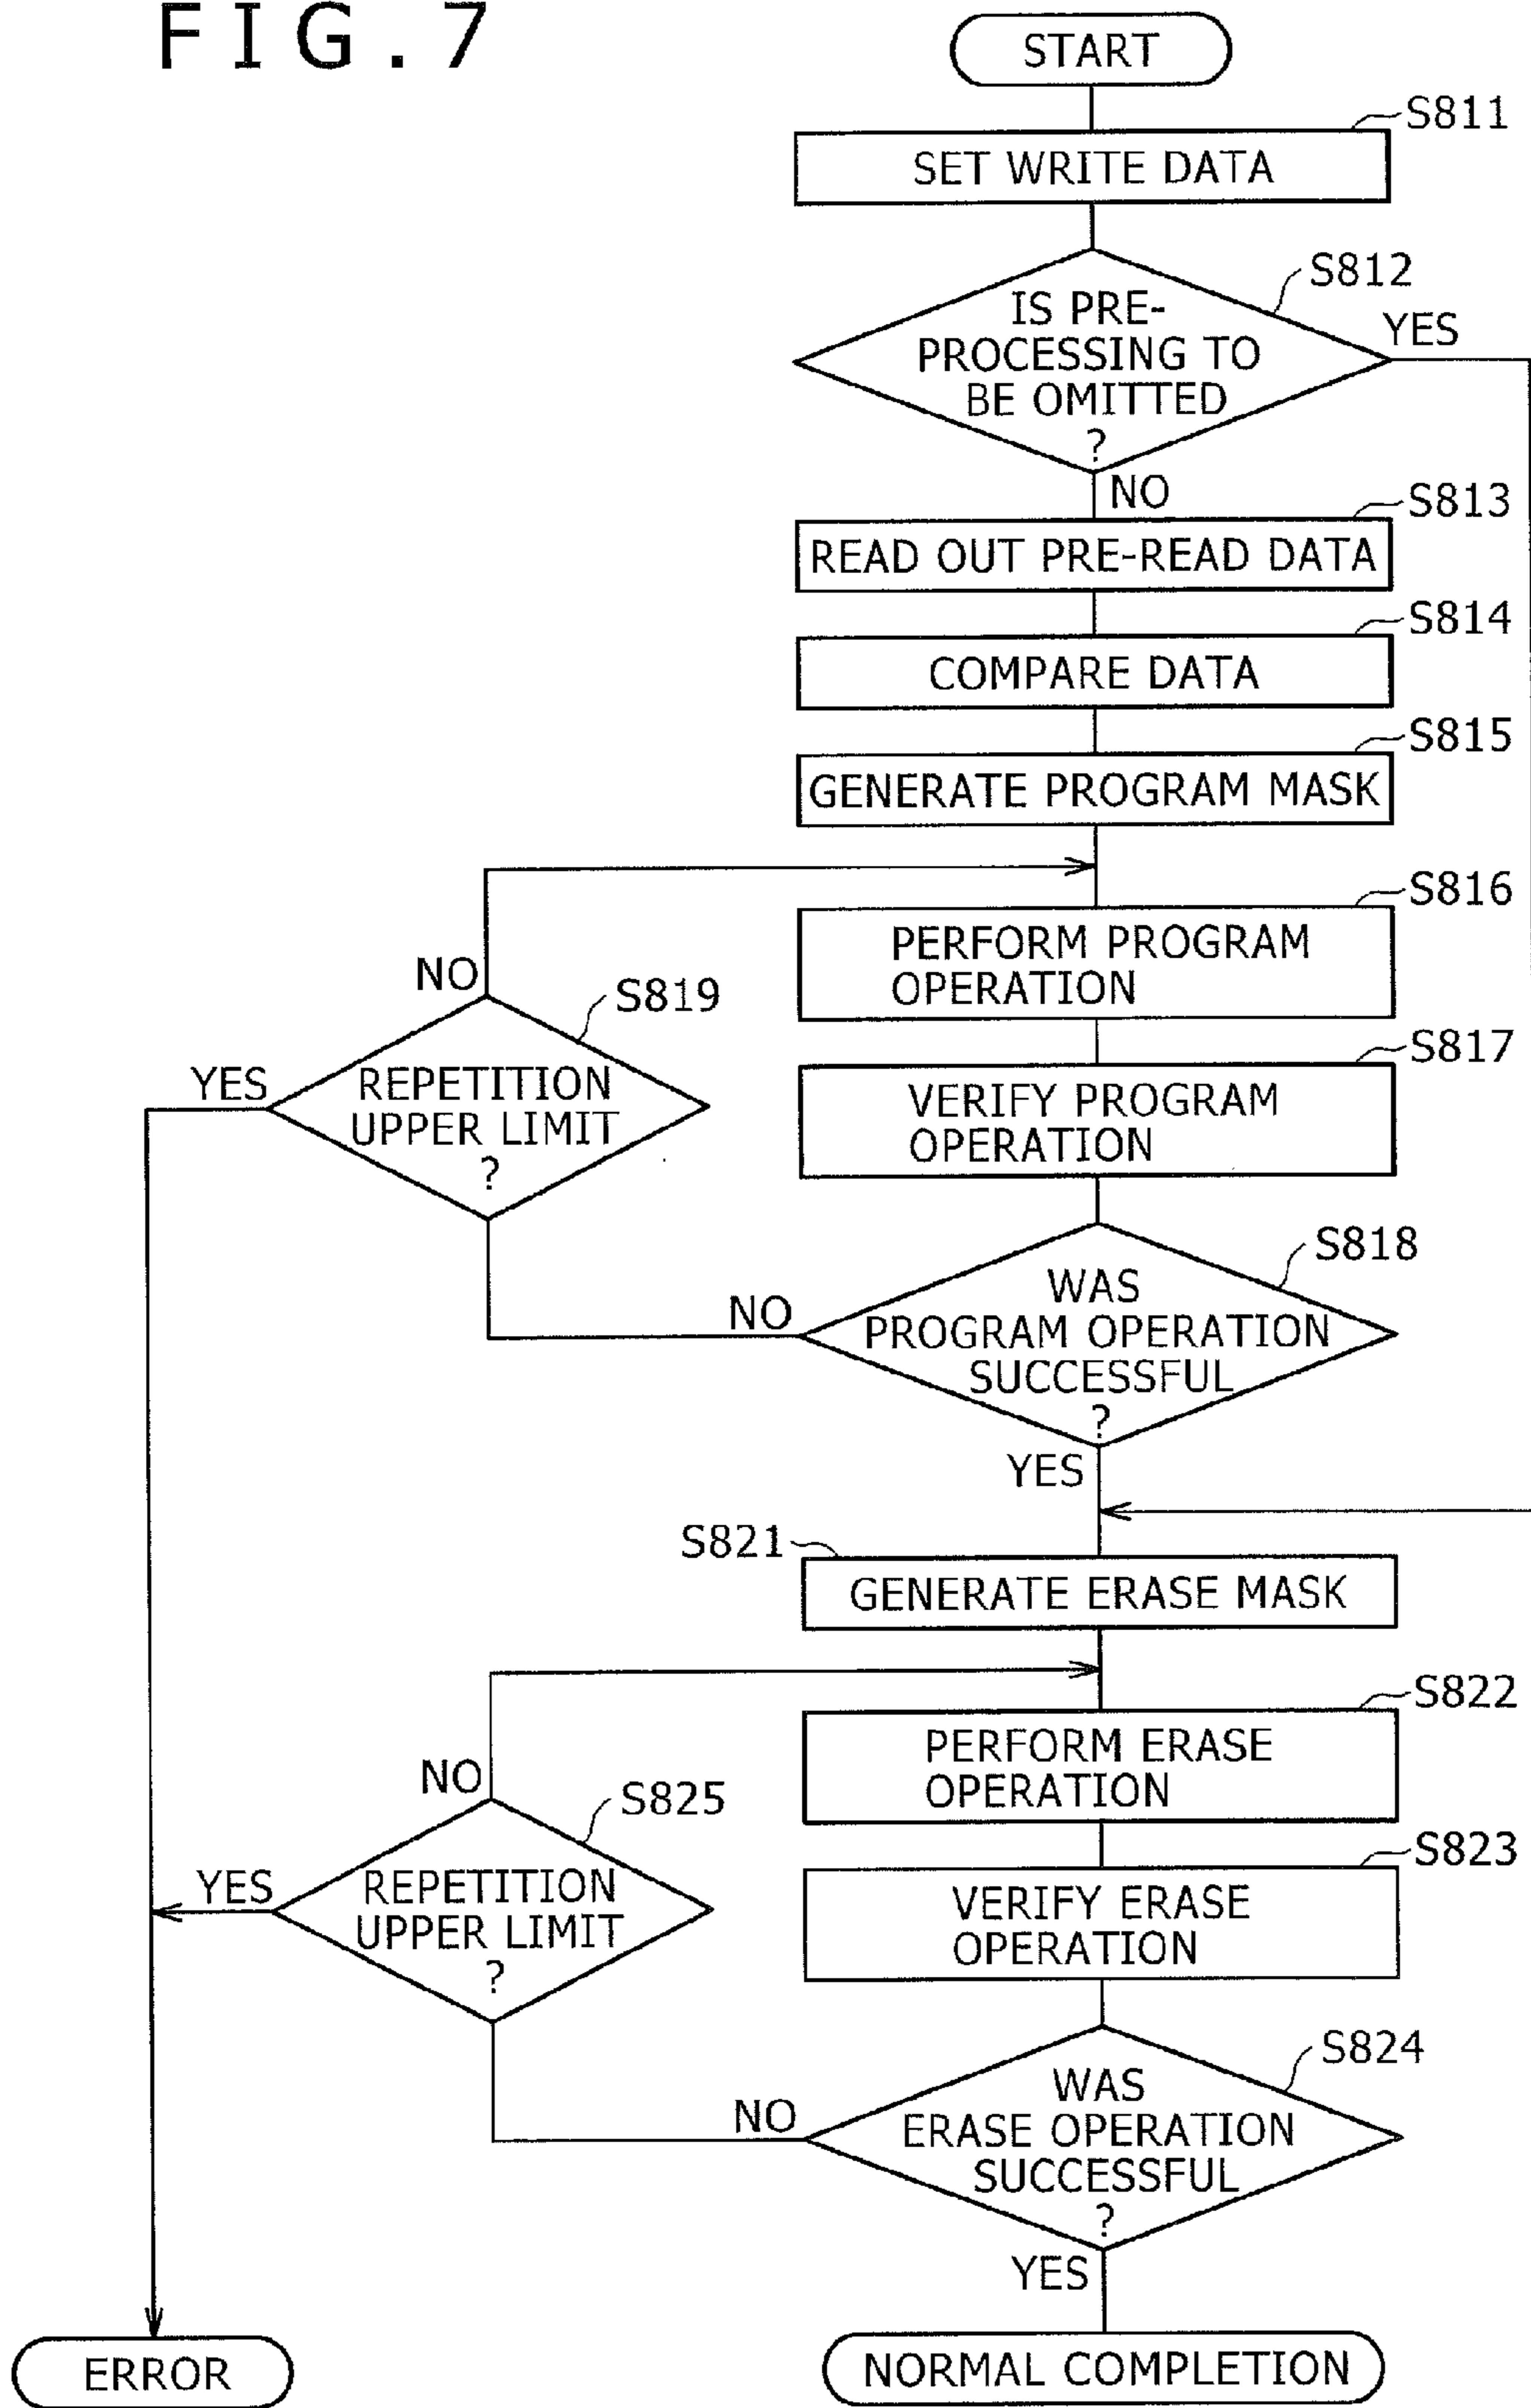 FIG.7
START
S811
SET WRITE DATA
S812
IS PRE-
PROCESSING TO
BE OMITTED
?
YES
NO
S813
READ OUT PRE-READ DATA
S814
COMPARE DATA
S815
GENERATE PROGRAM MASK
S816
PERFORM PROGRAM
OPERATION
NO
S819
REPETITION
UPPER LIMIT
?
YES
S817
VERIFY PROGRAM
OPERATION
S818
WAS
PROGRAM OPERATION
SUCCESSFUL
?
NO
YES
S821
GENERATE ERASE MASK
S822
PERFORM ERASE
OPERATION
NO
S825
REPETITION
UPPER LIMIT
?
YES
S823
VERIFY ERASE
OPERATION
S824
WAS
ERASE OPERATION
SUCCESSFUL
?
NO
YES
ERROR
NORMAL COMPLETION